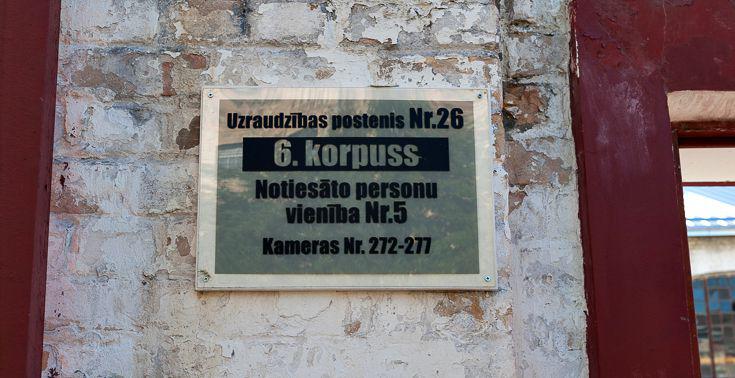 Uzraudzības postenis Nr.26
6. korpuss
Notiesāto personu
vienība Nr.5
Kameras Nr. 272-277